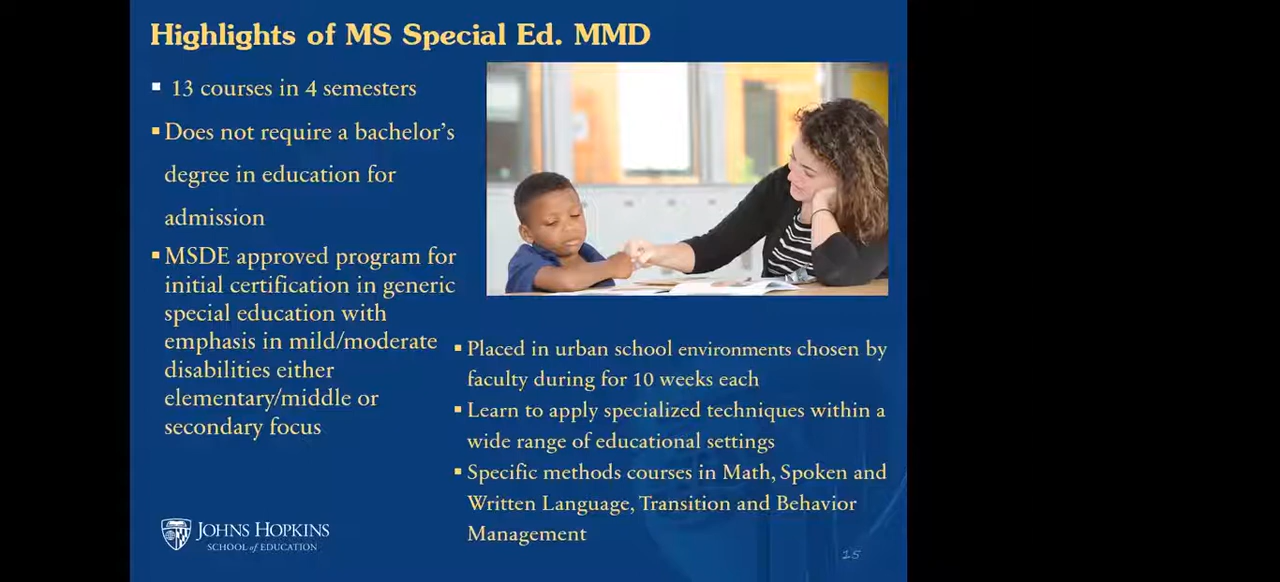 Highlights of MS Special Ed. MMD
13 courses in 4 semesters
Does not require a bachelor's
degree in education for
admission
MSDE approved program for
initial certification in generic
special education with
emphasis in mild/moderate
disabilities either
elementary/middle or
secondary focus
Placed in urban school environments chosen by
faculty during for 10 weeks each
Learn to apply specialized techniques within a
wide range of educational settings
Specific methods courses in Math, Spoken and
Written Language, Transition and Behavior
Management
JOHNS HOPKINS
SCHOOL of EDUCATION
15